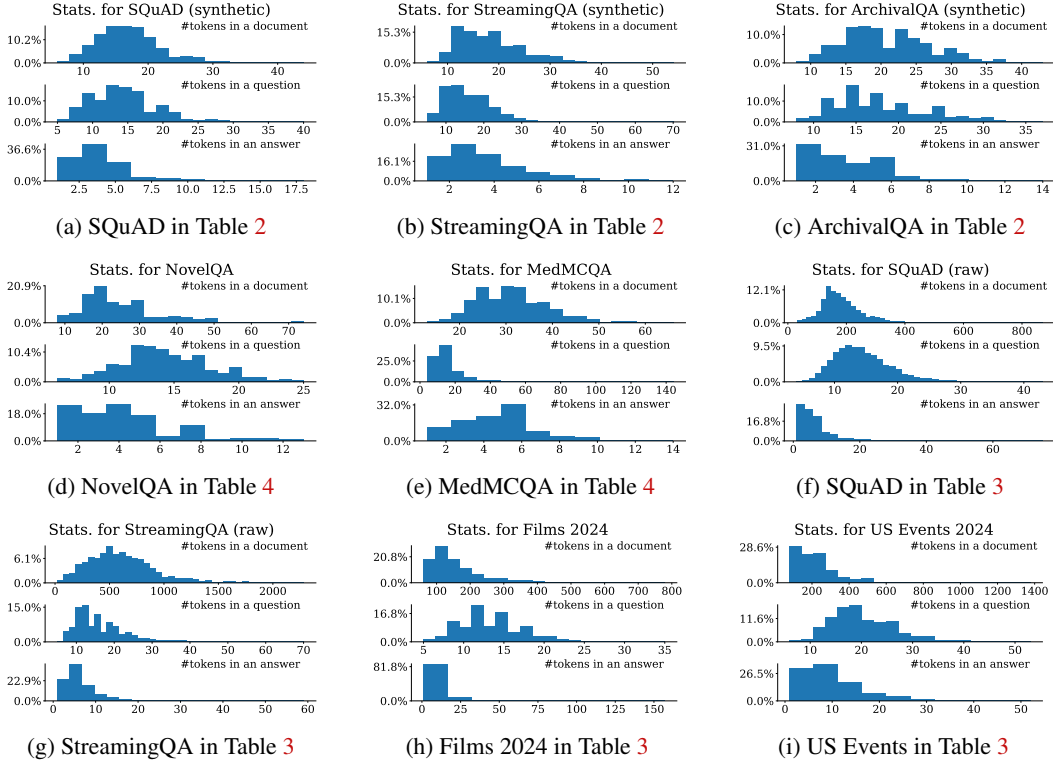 Stats. for SQuAD (synthetic)
#tokens in a document
10.2%
0.0%
10 20 30 40
#tokens in a question
10.0%
0.0%
5 10 15 20 25 30 35 40
#tokens in an answer
36.6%
0.0%
2.5 5.0 7.5 10.0 12.5 15.0 17.5
(a) SQuAD in Table 2
Stats. for StreamingQA (synthetic)
#tokens in a document
15.3%
0.0%
10 20 30 40 50
#tokens in a question
15.3%
0.0%
10 20 30 40 50 60 70
#tokens in an answer
16.1%
0.0%
2 4 6 8 10 12
(b) StreamingQA in Table 2
Stats. for ArchivalQA (synthetic)
#tokens in a document
10.0%
0.0%
10 15 20 25 30 35 40
#tokens in a question
10.0%
0.0%
10 15 20 25 30 35
#tokens in an answer
31.0%
0.0%
2 4 6 8 10 12 14
(c) ArchivalQA in Table 2
Stats. for NovelQA
#tokens in a document
20.9%
0.0%
10 20 30 40 50 60 70
#tokens in a question
10.4%
0.0%
10 15 20 25
#tokens in an answer
18.0%
0.0%
2 4 6 8 10 12
(d) NovelQA in Table 4
Stats. for MedMCQA
#tokens in a document
10.1%
0.0%
20 30 40 50 60
#tokens in a question
25.0%
0.0%
0 20 40 60 80 100 120 140
#tokens in an answer
32.0%
0.0%
2 4 6 8 10 12 14
(e) MedMCQA in Table 4
Stats. for SQuAD (raw)
#tokens in a document
12.1%
0.0%
0 200 400 600 800
#tokens in a question
9.5%
0.0%
10 20 30 40
#tokens in an answer
16.8%
0.0%
0 20 40 60
(f) SQuAD in Table 3
Stats. for StreamingQA (raw)
#tokens in a document
6.1%
0.0%
0 500 1000 1500 2000
#tokens in a question
15.0%
0.0%
10 20 30 40 50 60 70
#tokens in an answer
22.9%
0.0%
0 10 20 30 40 50 60
(g) StreamingQA in Table 3
Stats. for Films 2024
#tokens in a document
20.8%
0.0%
100 200 300 400 500 600 700 800
#tokens in a question
16.8%
0.0%
5 10 15 20 25 30 35
#tokens in an answer
81.8%
0.0%
0 25 50 75 100 125 150
(h) Films 2024 in Table 3
Stats. for US Events 2024
#tokens in a document
28.6%
0.0%
200 400 600 800 1000 1200 1400
#tokens in a question
11.6%
0.0%
10 20 30 40 50
#tokens in an answer
26.5%
0.0%
0 10 20 30 40 50
(i) US Events in Table 3